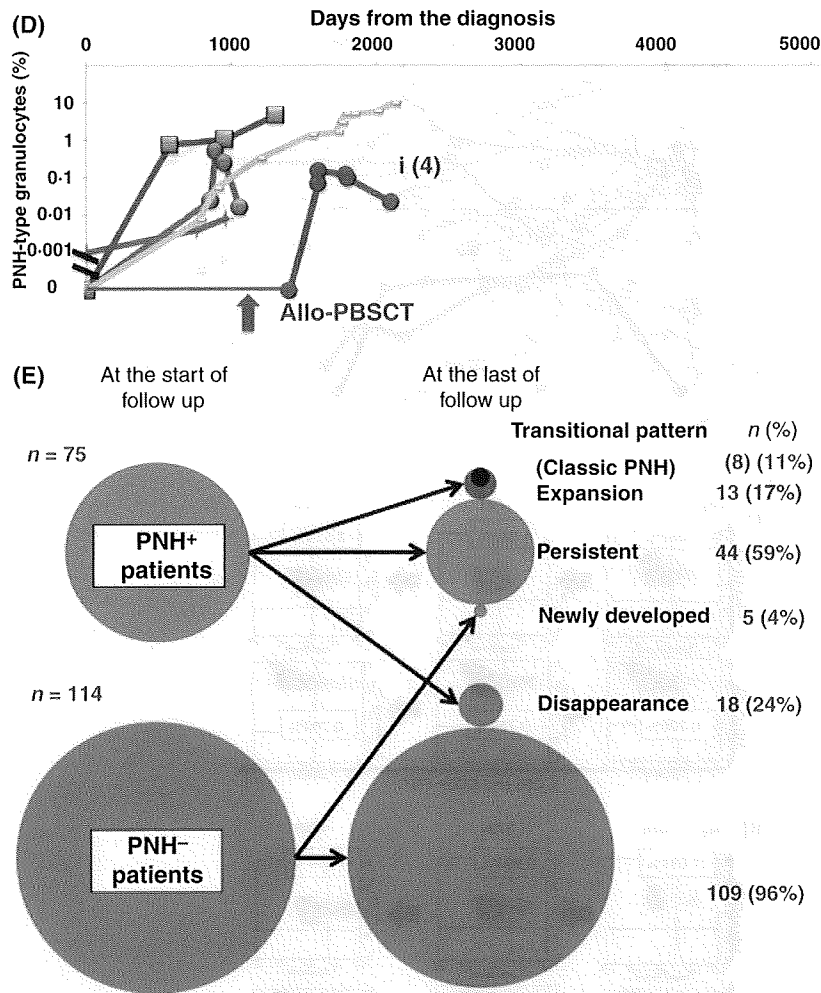 (D)
Days from the diagnosis
0 1000 2000 3000 4000 5000
PNH-type granulocytes (%)
10
1
0·1
0·01
0·001
0
i (4)
Allo-PBSCT
(E)
At the start of
follow up
At the last of
follow up
Transitional pattern n (%)
n = 75
(Classic PNH) (8) (11%)
Expansion 13 (17%)
PNH+
patients
Persistent 44 (59%)
Newly developed 5 (4%)
n = 114
Disappearance 18 (24%)
PNH−
patients
109 (96%)